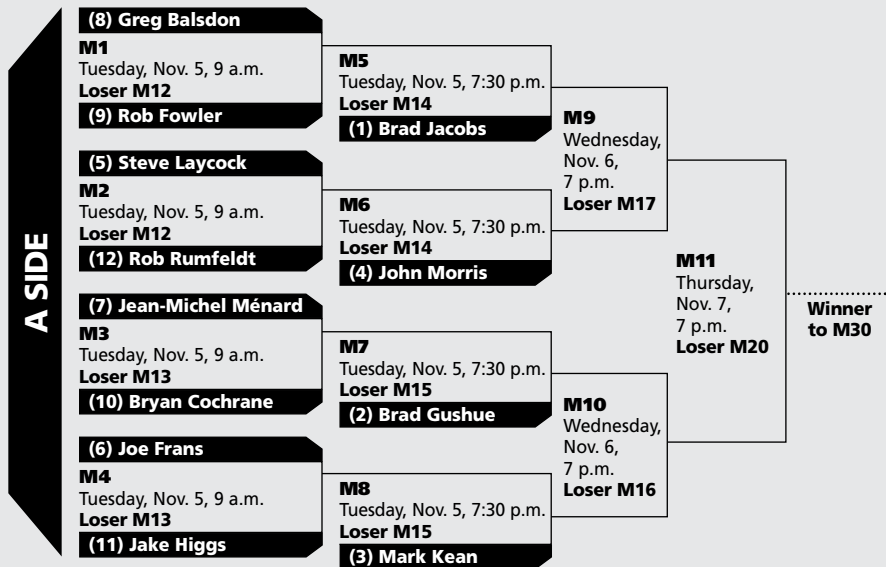 A SIDE
(8) Greg Balsdon
M1
Tuesday, Nov. 5, 9 a.m.
Loser M12
(9) Rob Fowler
(5) Steve Laycock
M2
Tuesday, Nov. 5, 9 a.m.
Loser M12
(12) Rob Rumfeldt
(7) Jean-Michel Ménard
M3
Tuesday, Nov. 5, 9 a.m.
Loser M13
(10) Bryan Cochrane
(6) Joe Frans
M4
Tuesday, Nov. 5, 9 a.m.
Loser M13
(11) Jake Higgs
M5
Tuesday, Nov. 5, 7:30 p.m.
Loser M14
(1) Brad Jacobs
M6
Tuesday, Nov. 5, 7:30 p.m.
Loser M14
(4) John Morris
M7
Tuesday, Nov. 5, 7:30 p.m.
Loser M15
(2) Brad Gushue
M8
Tuesday, Nov. 5, 7:30 p.m.
Loser M15
(3) Mark Kean
M9
Wednesday,
Nov. 6,
7 p.m.
Loser M17
M10
Wednesday,
Nov. 6,
7 p.m.
Loser M16
M11
Thursday,
Nov. 7,
7 p.m.
Loser M20
Winner
to M30